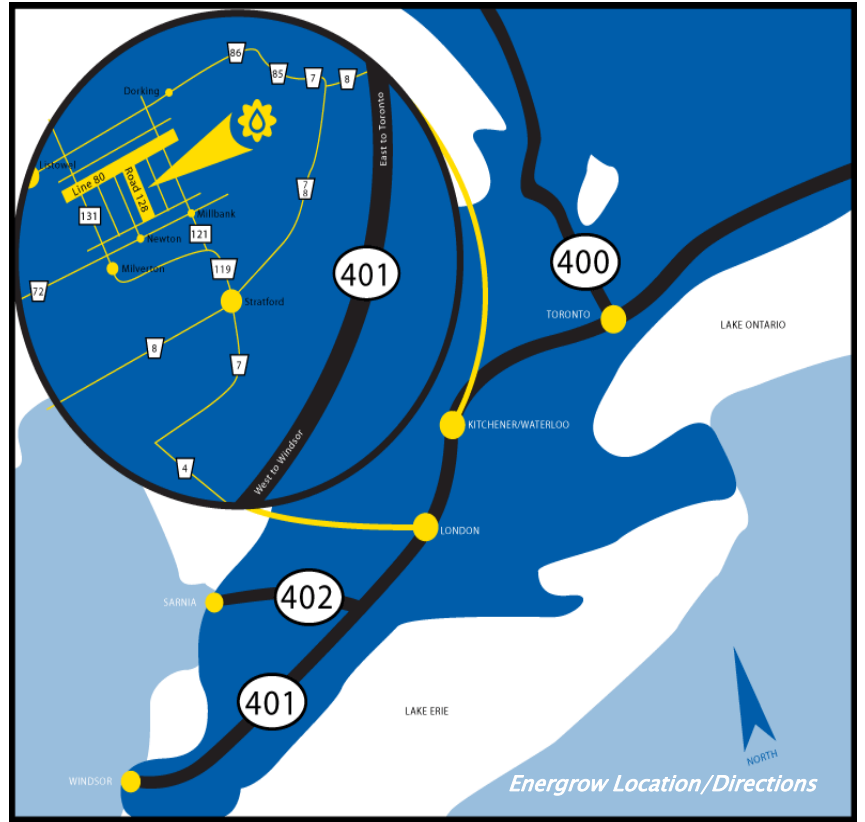 86
85
7
8
Dorking
East to Toronto
Listowel
Line 80
Road 128
7
8
131
Millbank
121
Newton
Milverton
119
401
400
72
Stratford
TORONTO
LAKE ONTARIO
8
7
KITCHENER/WATERLOO
West to Windsor
4
LONDON
402
SARNIA
401
LAKE ERIE
NORTH
WINDSOR
Energrow Location/Directions